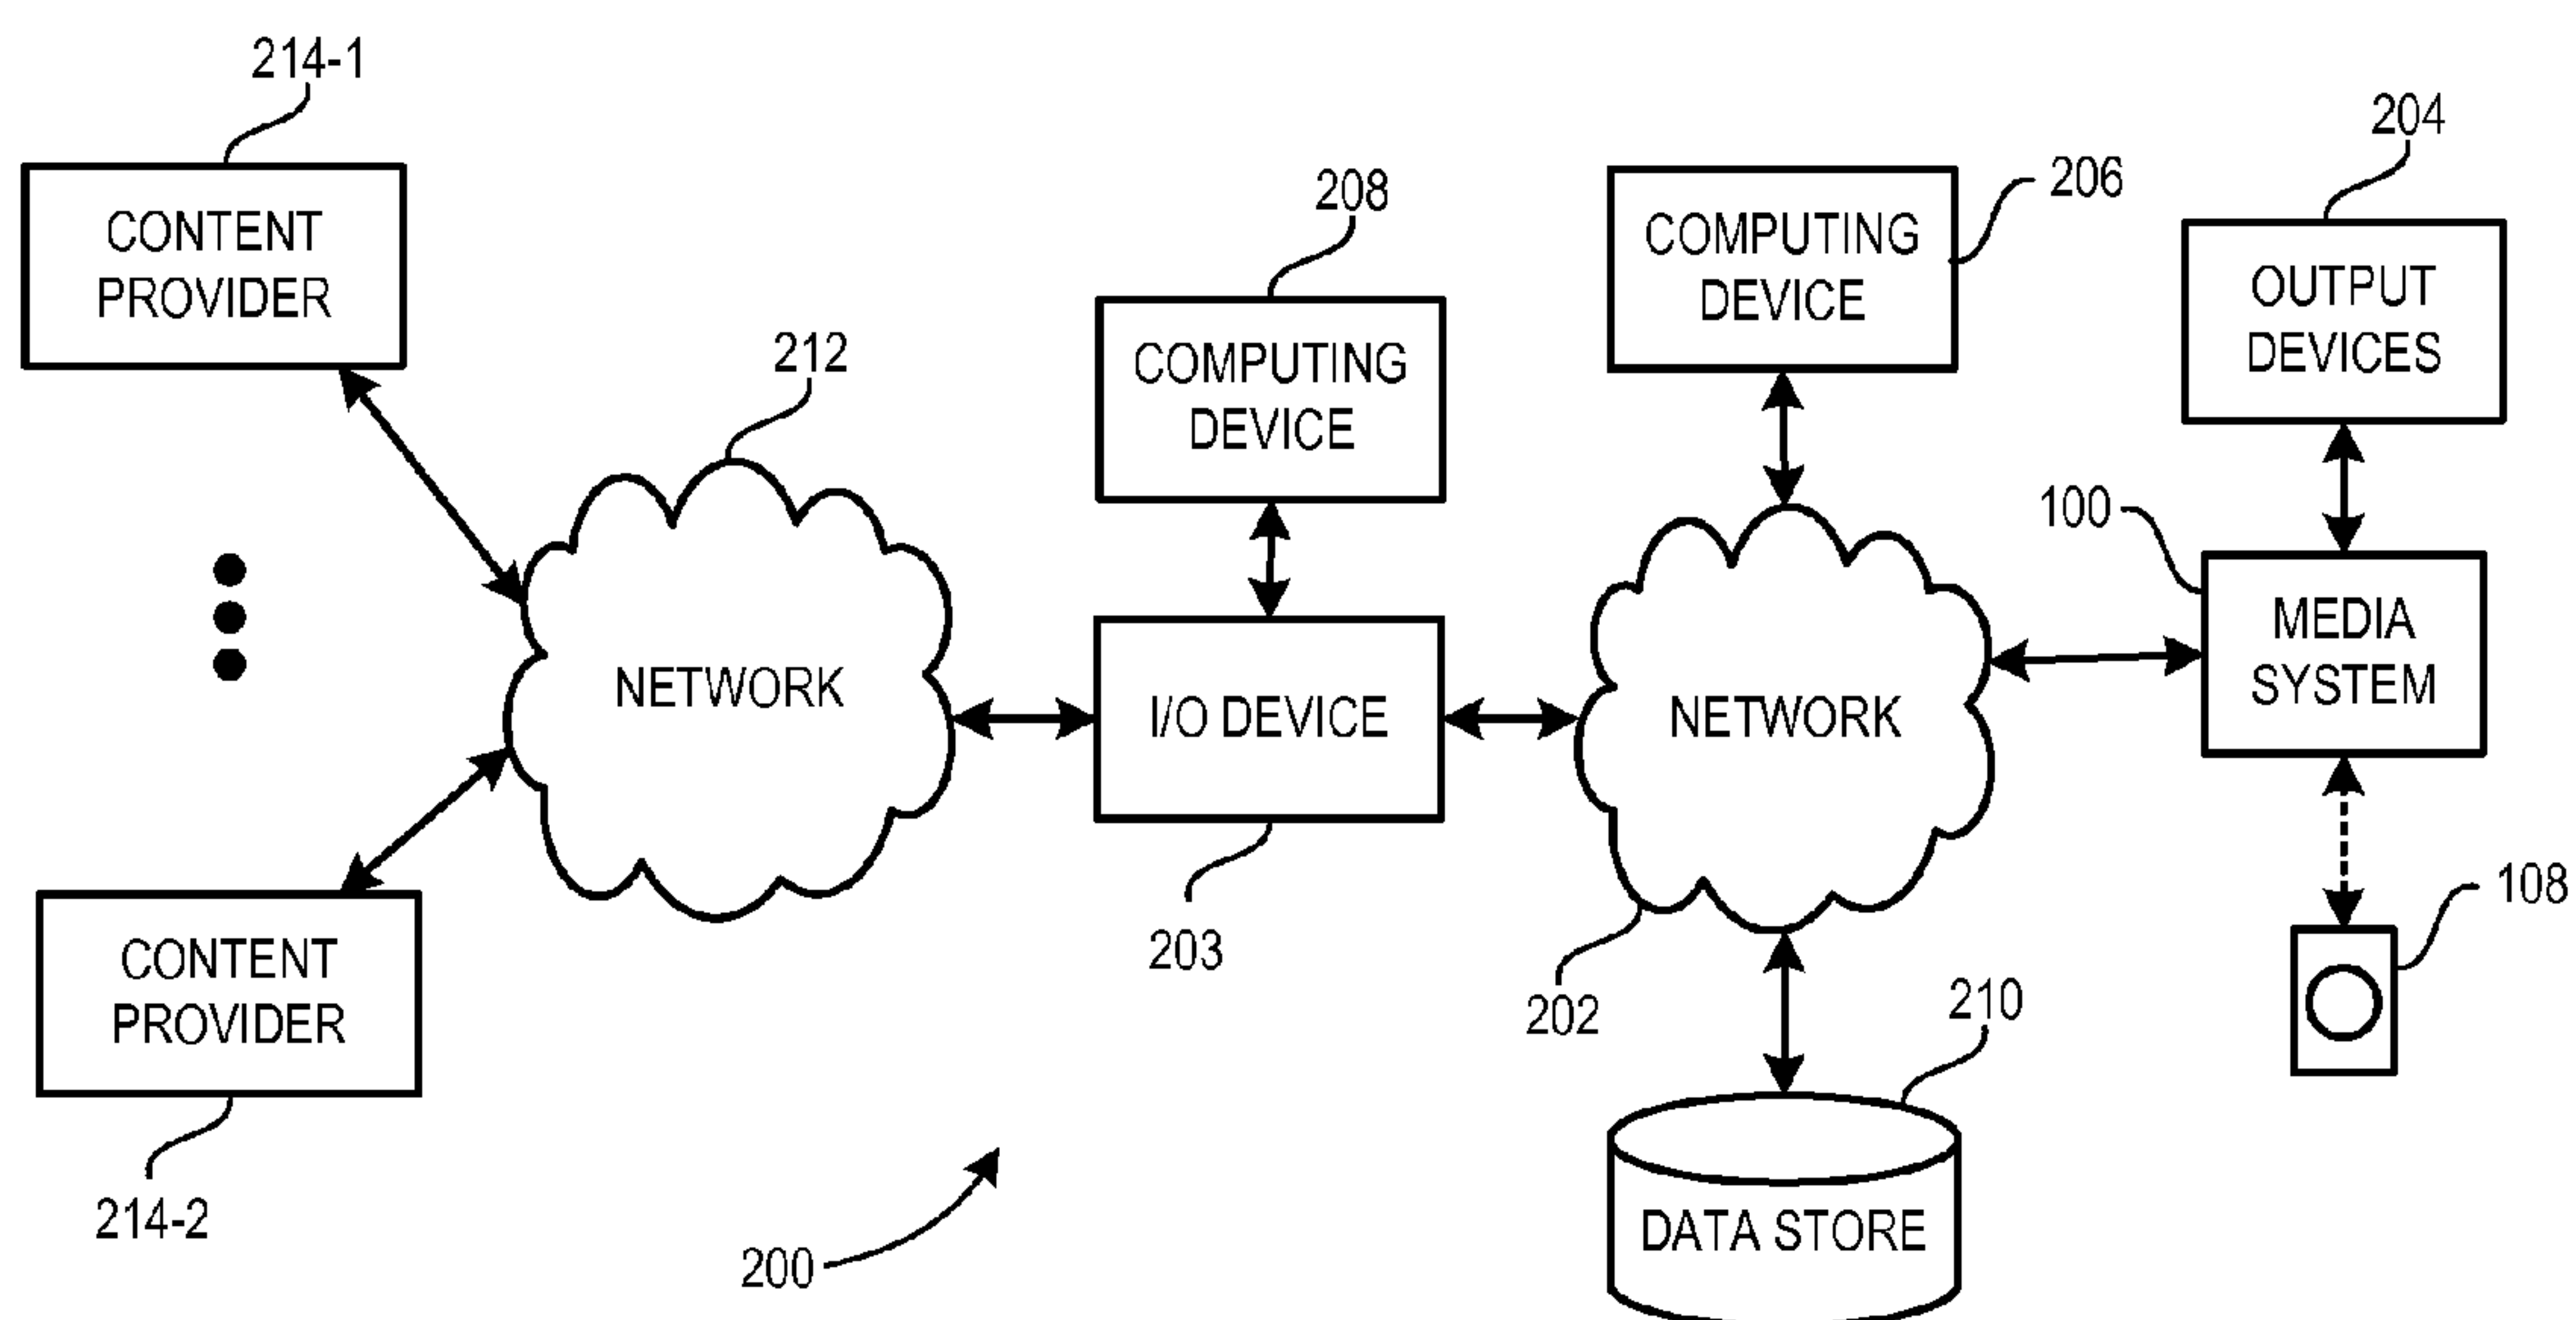 214-1
CONTENT
PROVIDER
212
208
COMPUTING
DEVICE
206
COMPUTING
DEVICE
204
OUTPUT
DEVICES
100
MEDIA
SYSTEM
NETWORK
I/O DEVICE
NETWORK
203
202
108
CONTENT
PROVIDER
214-2
200
210
DATA STORE